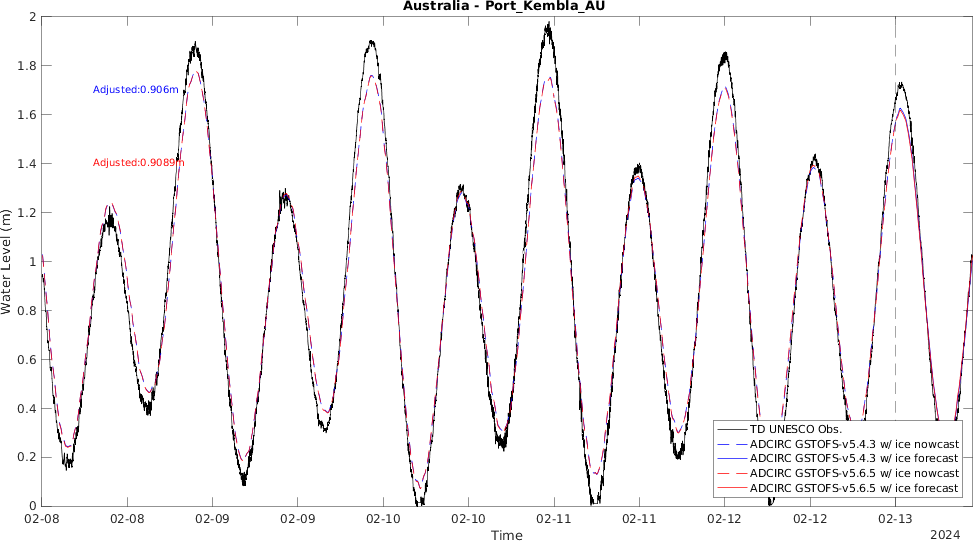 Australia - Port_Kembla_AU
2
1.8
1.6
1.4
1.2
1
0.8
0.6
0.4
0.2
0
Water Level (m)
Adjusted:0.906m
Adjusted:0.9089m
TD UNESCO Obs.
ADCIRC GSTOFS-v5.4.3 w/ ice nowcast
ADCIRC GSTOFS-v5.4.3 w/ ice forecast
ADCIRC GSTOFS-v5.6.5 w/ ice nowcast
ADCIRC GSTOFS-v5.6.5 w/ ice forecast
02-08 02-08 02-09 02-09 02-10 02-10 02-11 02-11 02-12 02-12 02-13
Time
2024